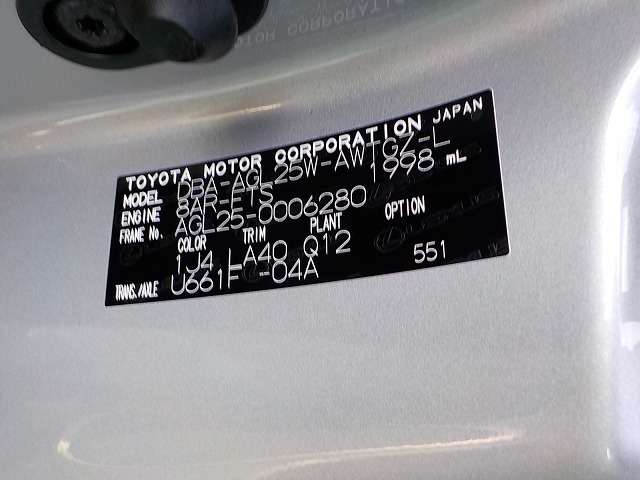 TOYOTA MOTOR CORPORATION JAPAN
MODEL DBA-AGL25W-AWTGZ-L
ENGINE 8AR-FTS 1998 mL
FRAME No. AGL25-0006280
COLOR TRIM PLANT OPTION
1J4 LA40 Q12 551
TRANS./AXLE U661F -04A